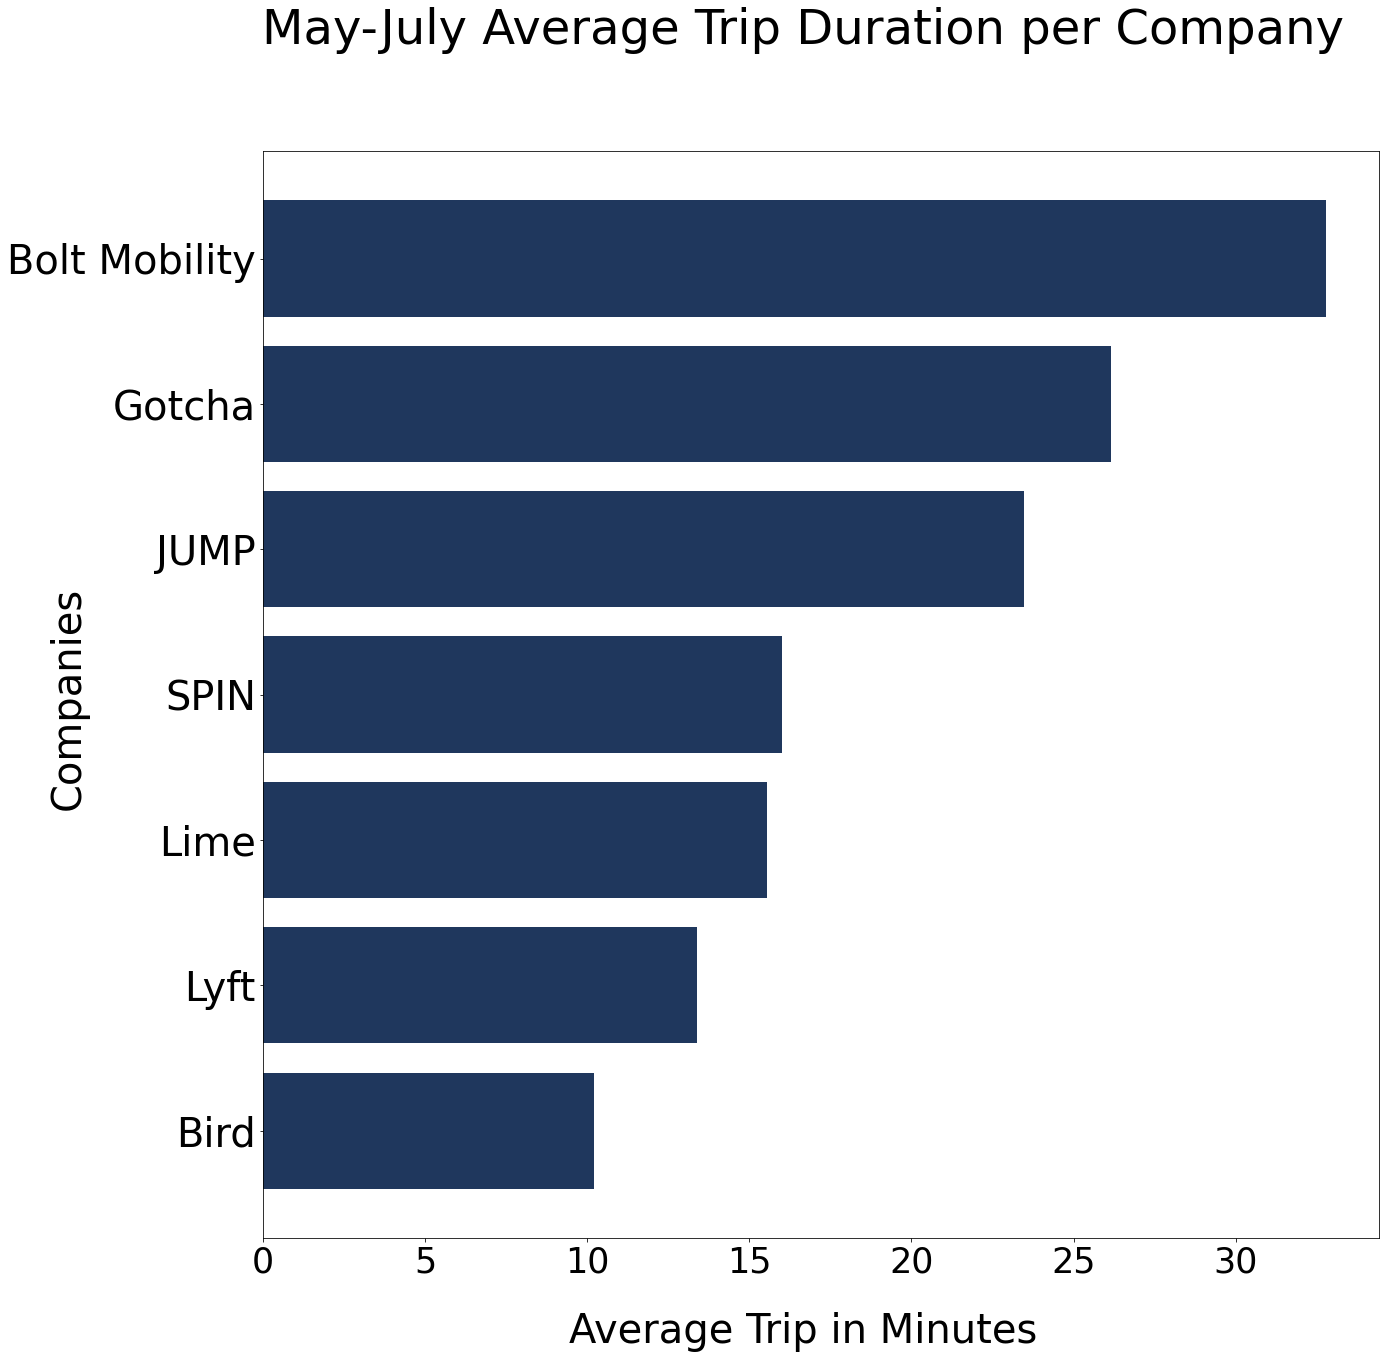 May-July Average Trip Duration per Company
Bolt Mobility
Gotcha
JUMP
SPIN
Lime
Lyft
Bird
Companies
0 5 10 15 20 25 30
Average Trip in Minutes